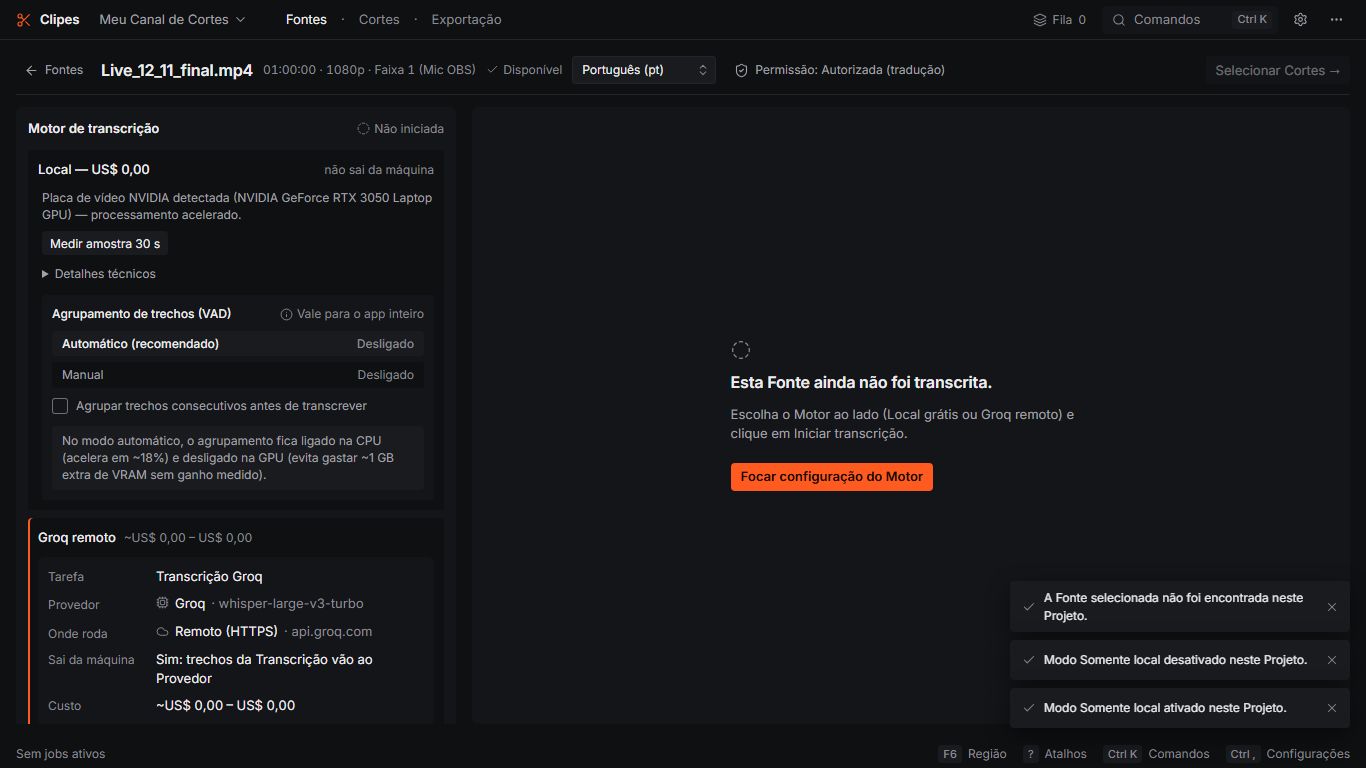 Clipes Meu Canal de Cortes Fontes · Cortes · Exportação Fila 0 Comandos Ctrl K
← Fontes Live_12_11_final.mp4 01:00:00 · 1080p · Faixa 1 (Mic OBS) ✓ Disponível Português (pt) Permissão: Autorizada (tradução) Selecionar Cortes →
Motor de transcrição Não iniciada
Local — US$ 0,00 não sai da máquina
Placa de vídeo NVIDIA detectada (NVIDIA GeForce RTX 3050 Laptop
GPU) — processamento acelerado.
Medir amostra 30 s
Detalhes técnicos
Agrupamento de trechos (VAD) Vale para o app inteiro
Automático (recomendado) Desligado
Manual Desligado
Agrupar trechos consecutivos antes de transcrever
No modo automático, o agrupamento fica ligado na CPU
(acelera em ~18%) e desligado na GPU (evita gastar ~1 GB
extra de VRAM sem ganho medido).
Groq remoto ~US$ 0,00 – US$ 0,00
Tarefa Transcrição Groq
Provedor Groq · whisper-large-v3-turbo
Onde roda Remoto (HTTPS) · api.groq.com
Sai da máquina Sim: trechos da Transcrição vão ao
Provedor
Custo ~US$ 0,00 – US$ 0,00
Esta Fonte ainda não foi transcrita.
Escolha o Motor ao lado (Local grátis ou Groq remoto) e
clique em Iniciar transcrição.
Focar configuração do Motor
A Fonte selecionada não foi encontrada neste
Projeto.
Modo Somente local desativado neste Projeto.
Modo Somente local ativado neste Projeto.
Sem jobs ativos F6 Região ? Atalhos Ctrl K Comandos Ctrl , Configurações